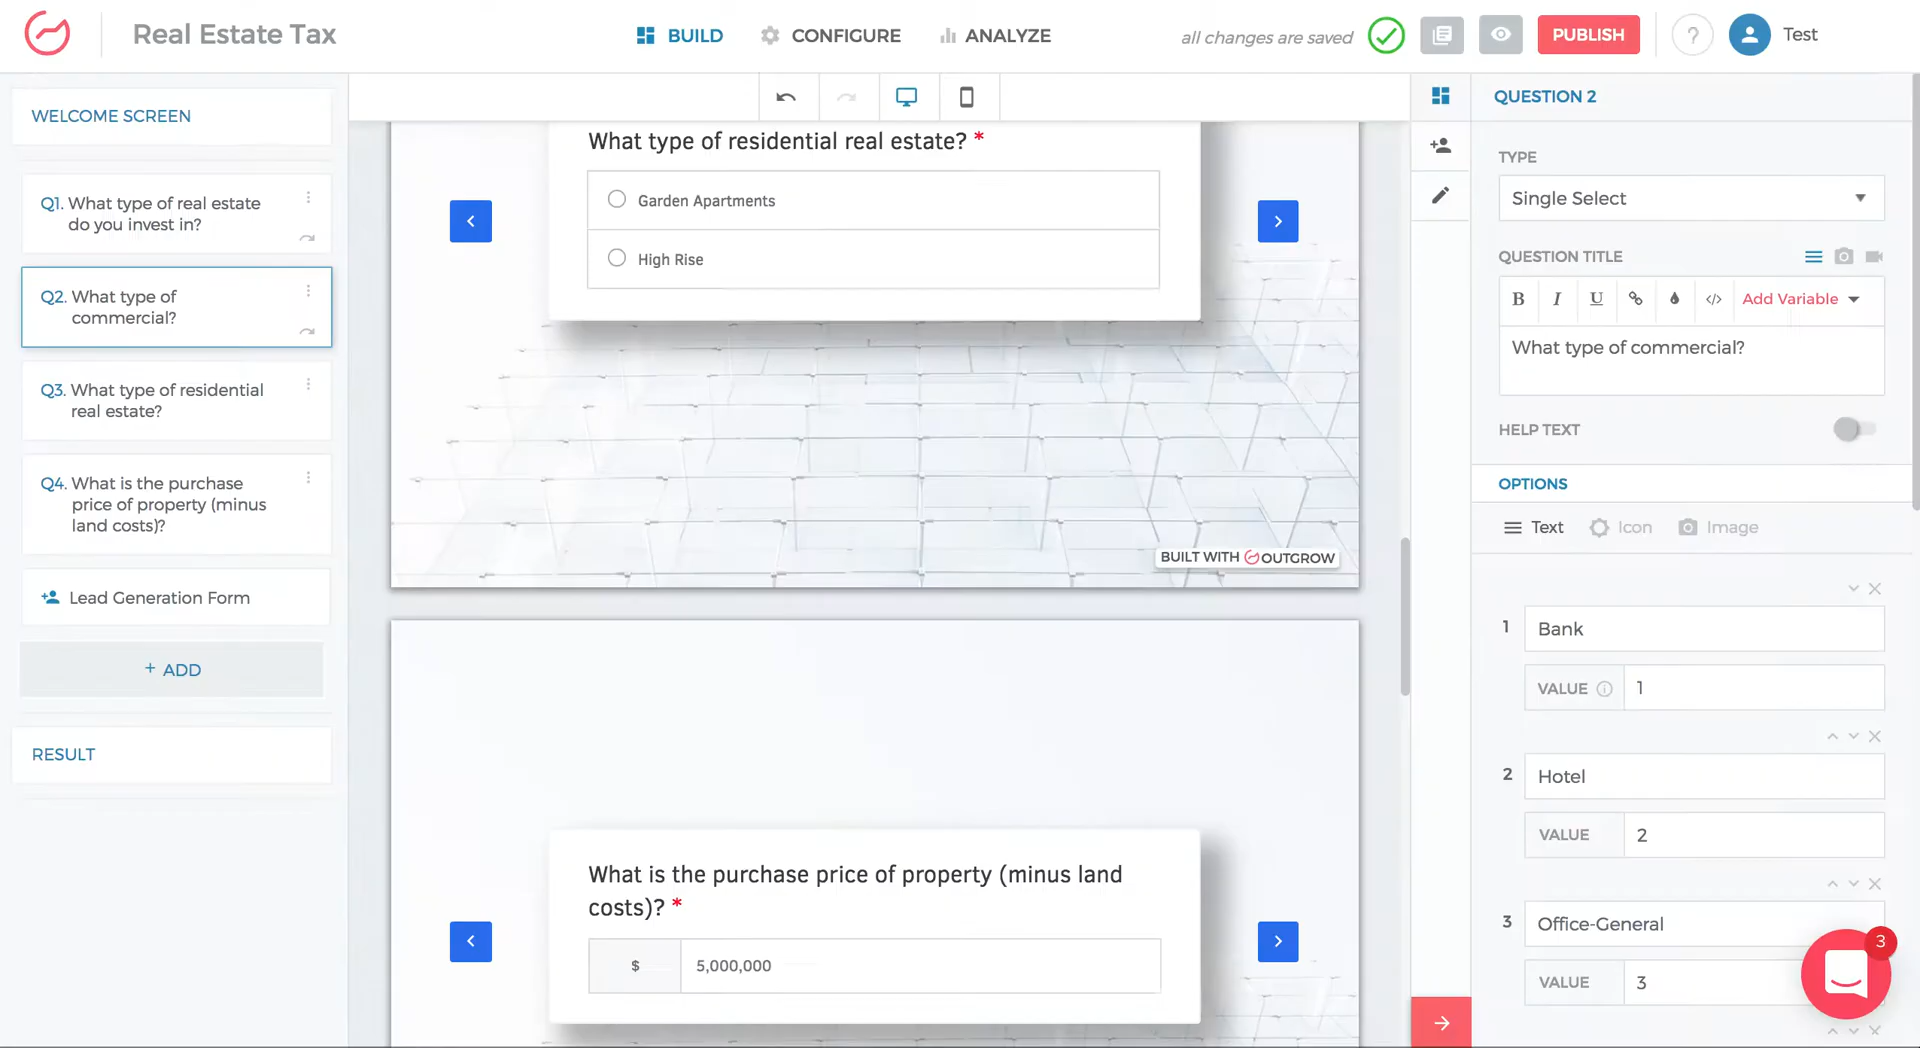 Real Estate Tax
BUILD
CONFIGURE
ANALYZE
all changes are saved
PUBLISH
?
Test
WELCOME SCREEN
Q1. What type of real estate
do you invest in?
Q2. What type of
commercial?
Q3. What type of residential
real estate?
Q4. What is the purchase
price of property (minus
land costs)?
Lead Generation Form
+ ADD
RESULT
What type of residential real estate? *
Garden Apartments
High Rise
BUILT WITH OUTGROW
What is the purchase price of property (minus land
costs)? *
$ 5,000,000
QUESTION 2
TYPE
Single Select
QUESTION TITLE
B I U </> Add Variable
What type of commercial?
HELP TEXT
OPTIONS
Text Icon Image
1 Bank
VALUE 1
2 Hotel
VALUE 2
3 Office-General
VALUE 3
3